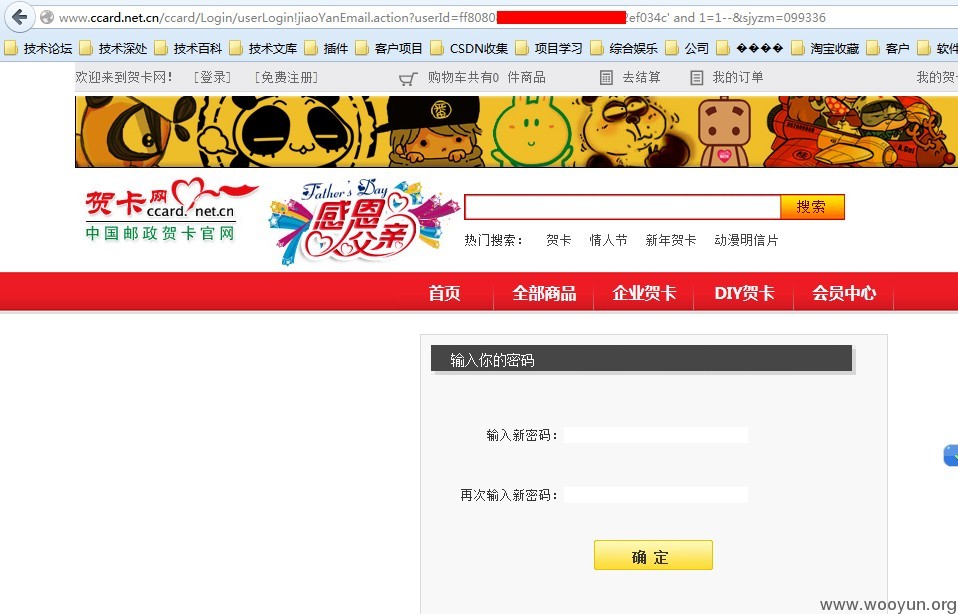 www.ccard.net.cn/ccard/Login/userLogin!jiaoYanEmail.action?userId=ff8080 ef034c' and 1=1--&sjyzm=099336
技术论坛 技术深处 技术百科 技术文库 插件 客户项目 CSDN收集 项目学习 综合娱乐 公司 ���� 淘宝收藏 客户 软件
欢迎来到贺卡网! [登录] [免费注册] 购物车共有0 件商品 去结算 我的订单 我的贺
番
贺卡网
ccard. net.cn
中国邮政贺卡官网
Father's Day
感恩父亲
搜索
热门搜索: 贺卡 情人节 新年贺卡 动漫明信片
首页 全部商品 企业贺卡 DIY贺卡 会员中心
输入你的密码
输入新密码:
再次输入新密码:
确 定
www.wooyun.org